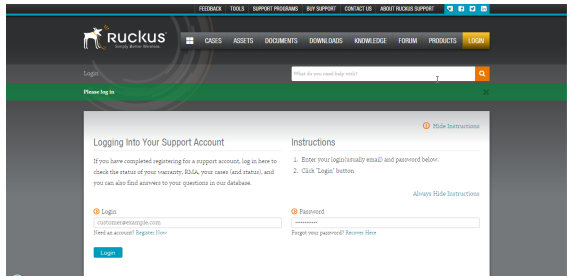 FEEDBACK TOOLS SUPPORT PROGRAMS BUY SUPPORT CONTACT US ABOUT RUCKUS SUPPORT
RUCKUS
Simply Better Wireless.
CASES ASSETS DOCUMENTS DOWNLOADS KNOWLEDGE FORUM PRODUCTS LOGIN
Login
What do you need help with?
Please log in
Hide Instructions
Logging Into Your Support Account
If you have completed registering for a support account, log in here to
check the status of your warranty, RMA, your cases (and status), and
you can also find answers to your questions in our database.
Instructions
1. Enter your login(usually email) and password below.
2. Click "Login" button
Always Hide Instructions
Login
customer@example.com
Need an account? Register Now
Password
Forgot your password? Recover Here
Login